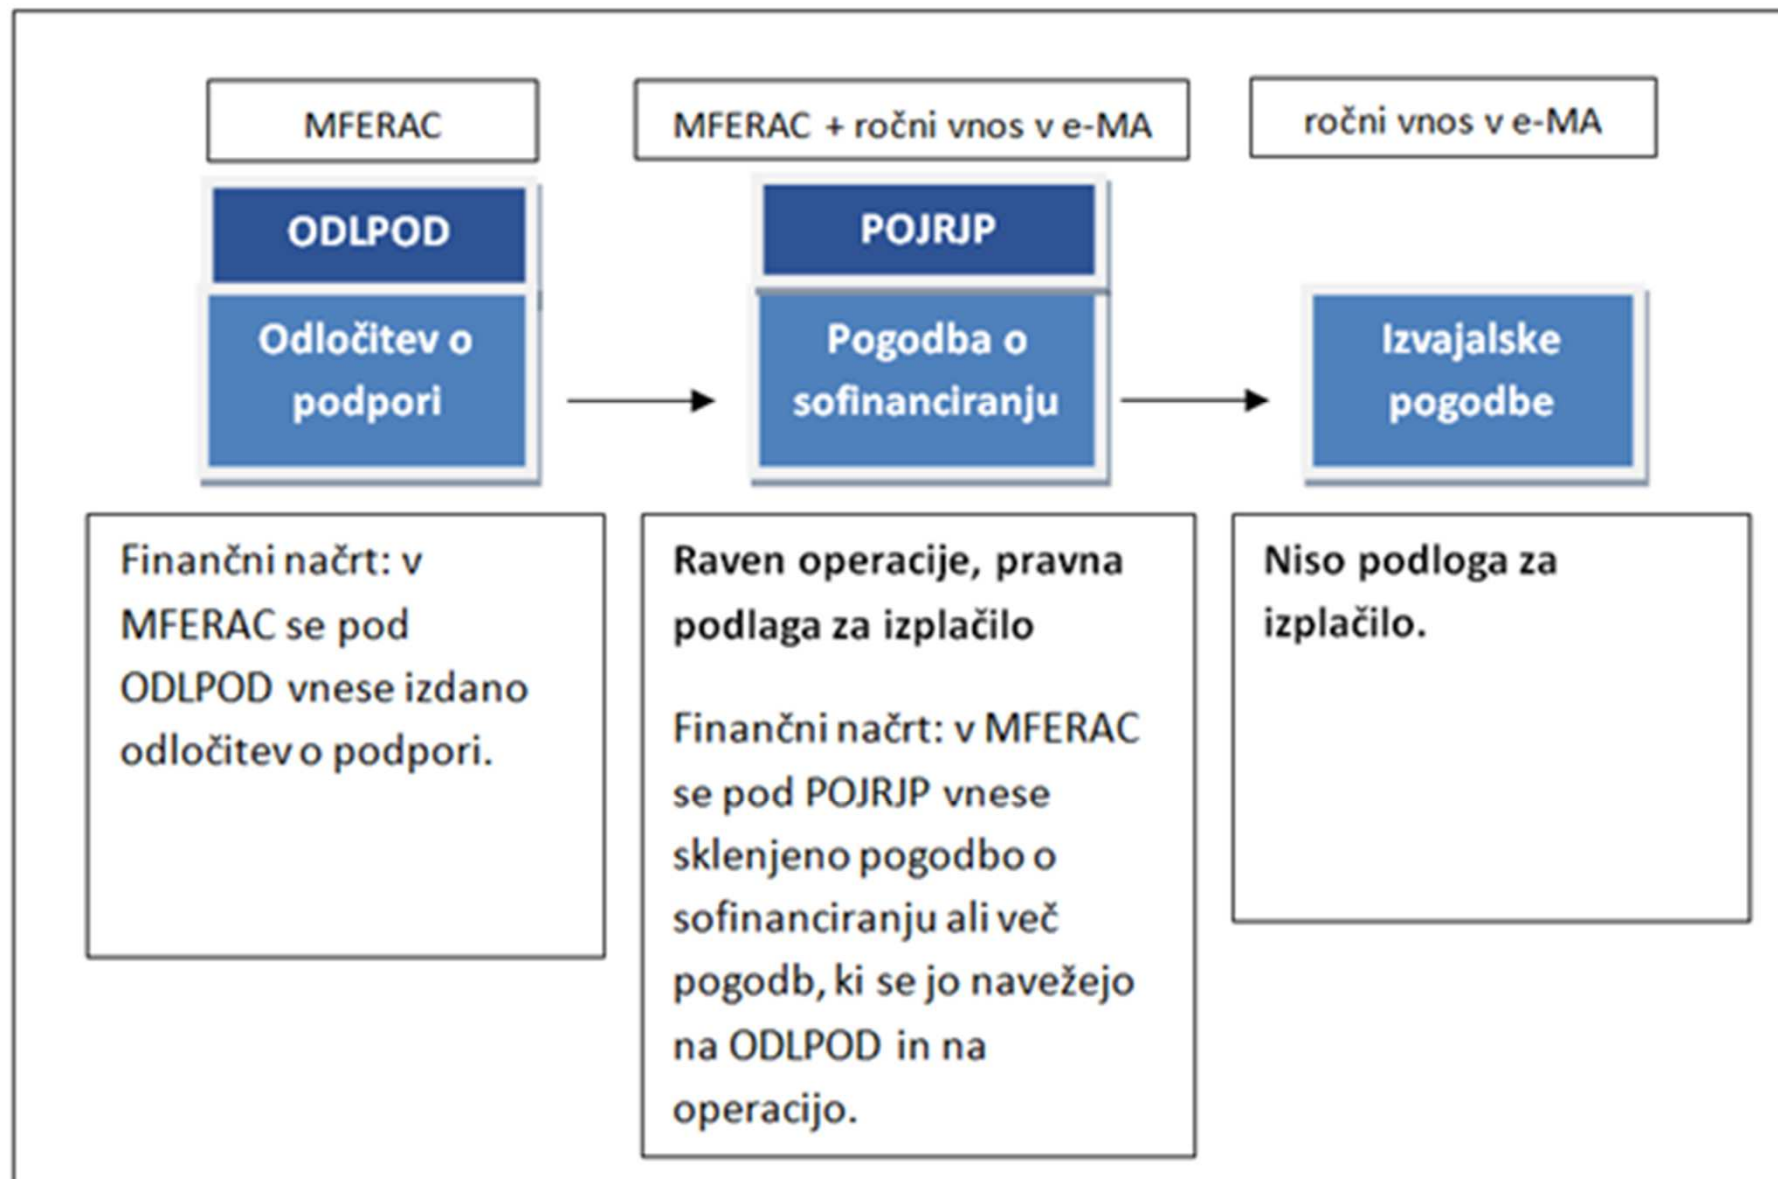 MFERAC
MFERAC + ročni vnos v e-MA
ročni vnos v e-MA
ODLPOD
POJRJP
Odločitev o
podpori
Pogodba o
sofinanciranju
Izvajalske
pogodbe
Finančni načrt: v
MFERAC se pod
ODLPOD vnese izdano
odločitev o podpori.
Raven operacije, pravna
podlaga za izplačilo
Finančni načrt: v MFERAC
se pod POJRJP vnese
sklenjeno pogodbo o
sofinanciranju ali več
pogodb, ki se jo navežejo
na ODLPOD in na
operacijo.
Niso podloga za
izplačilo.